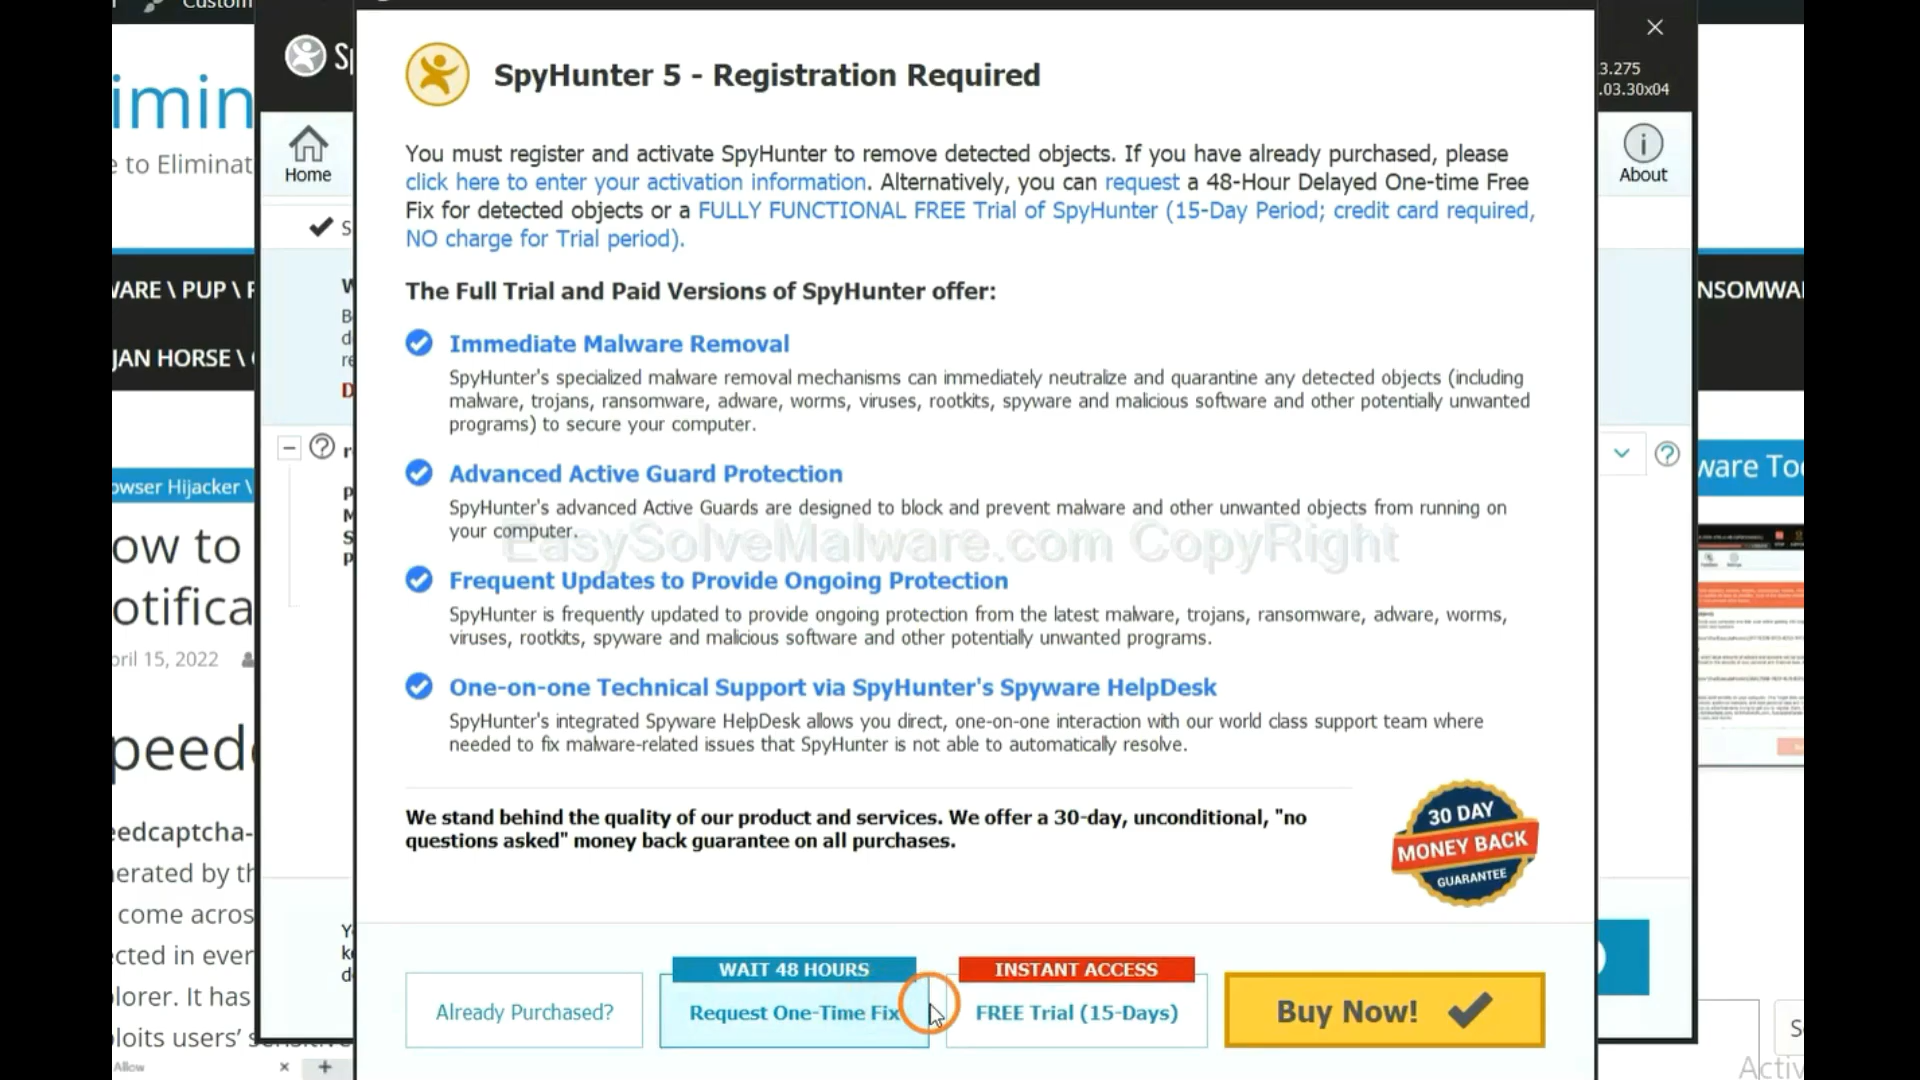 Custom
SpyHunter 5 - Registration Required
3.275
.03.30x04
imin
e to Eliminat
Home
About
You must register and activate SpyHunter to remove detected objects. If you have already purchased, please
click here to enter your activation information. Alternatively, you can request a 48-Hour Delayed One-time Free
Fix for detected objects or a FULLY FUNCTIONAL FREE Trial of SpyHunter (15-Day Period; credit card required,
NO charge for Trial period).
The Full Trial and Paid Versions of SpyHunter offer:
WARE \ PUP \
NSOMWA
JAN HORSE \
Immediate Malware Removal
SpyHunter's specialized malware removal mechanisms can immediately neutralize and quarantine any detected objects (including
malware, trojans, ransomware, adware, worms, viruses, rootkits, spyware and malicious software and other potentially unwanted
programs) to secure your computer.
owser Hijacker \
ware Too
Advanced Active Guard Protection
SpyHunter's advanced Active Guards are designed to block and prevent malware and other unwanted objects from running on
your computer.
EasySolveMalware.com CopyRight
ow to
otifica
pril 15, 2022
Frequent Updates to Provide Ongoing Protection
SpyHunter is frequently updated to provide ongoing protection from the latest malware, trojans, ransomware, adware, worms,
viruses, rootkits, spyware and malicious software and other potentially unwanted programs.
One-on-one Technical Support via SpyHunter's Spyware HelpDesk
SpyHunter's integrated Spyware HelpDesk allows you direct, one-on-one interaction with our world class support team where
needed to fix malware-related issues that SpyHunter is not able to automatically resolve.
peed
eedcaptcha-
nerated by th
come acros
cted in ever
lorer. It has
ploits users' sensitive
We stand behind the quality of our product and services. We offer a 30-day, unconditional, "no
questions asked" money back guarantee on all purchases.
30 DAY
MONEY BACK
GUARANTEE
WAIT 48 HOURS
INSTANT ACCESS
Already Purchased?
Request One-Time Fix
FREE Trial (15-Days)
Buy Now!
Allow
Activ